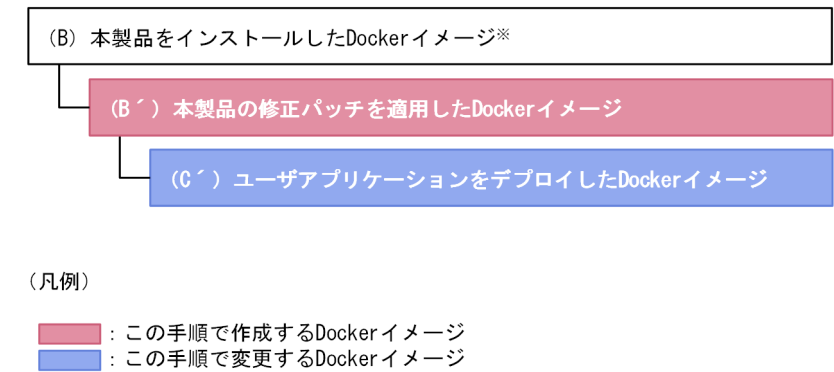 (B) 本製品をインストールしたDockerイメージ※
(B´) 本製品の修正パッチを適用したDockerイメージ
(C´) ユーザアプリケーションをデプロイしたDockerイメージ
(凡例)
：この手順で作成するDockerイメージ
：この手順で変更するDockerイメージ